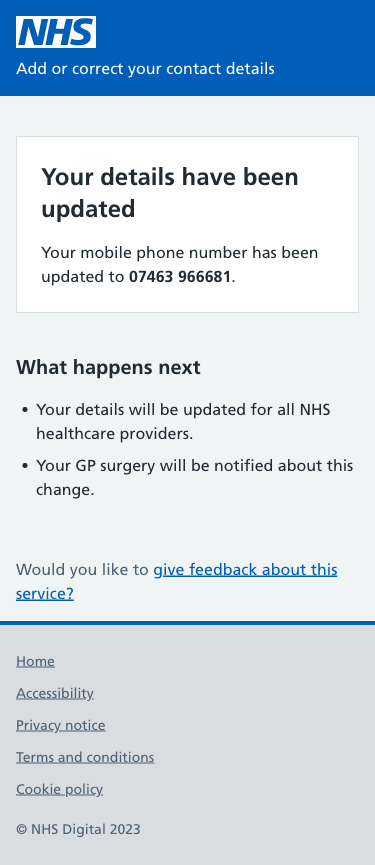 NHS
Add or correct your contact details
Your details have been
updated
Your mobile phone number has been
updated to 07463 966681.
What happens next
• Your details will be updated for all NHS
healthcare providers.
• Your GP surgery will be notified about this
change.
Would you like to give feedback about this
service?
Home
Accessibility
Privacy notice
Terms and conditions
Cookie policy
© NHS Digital 2023